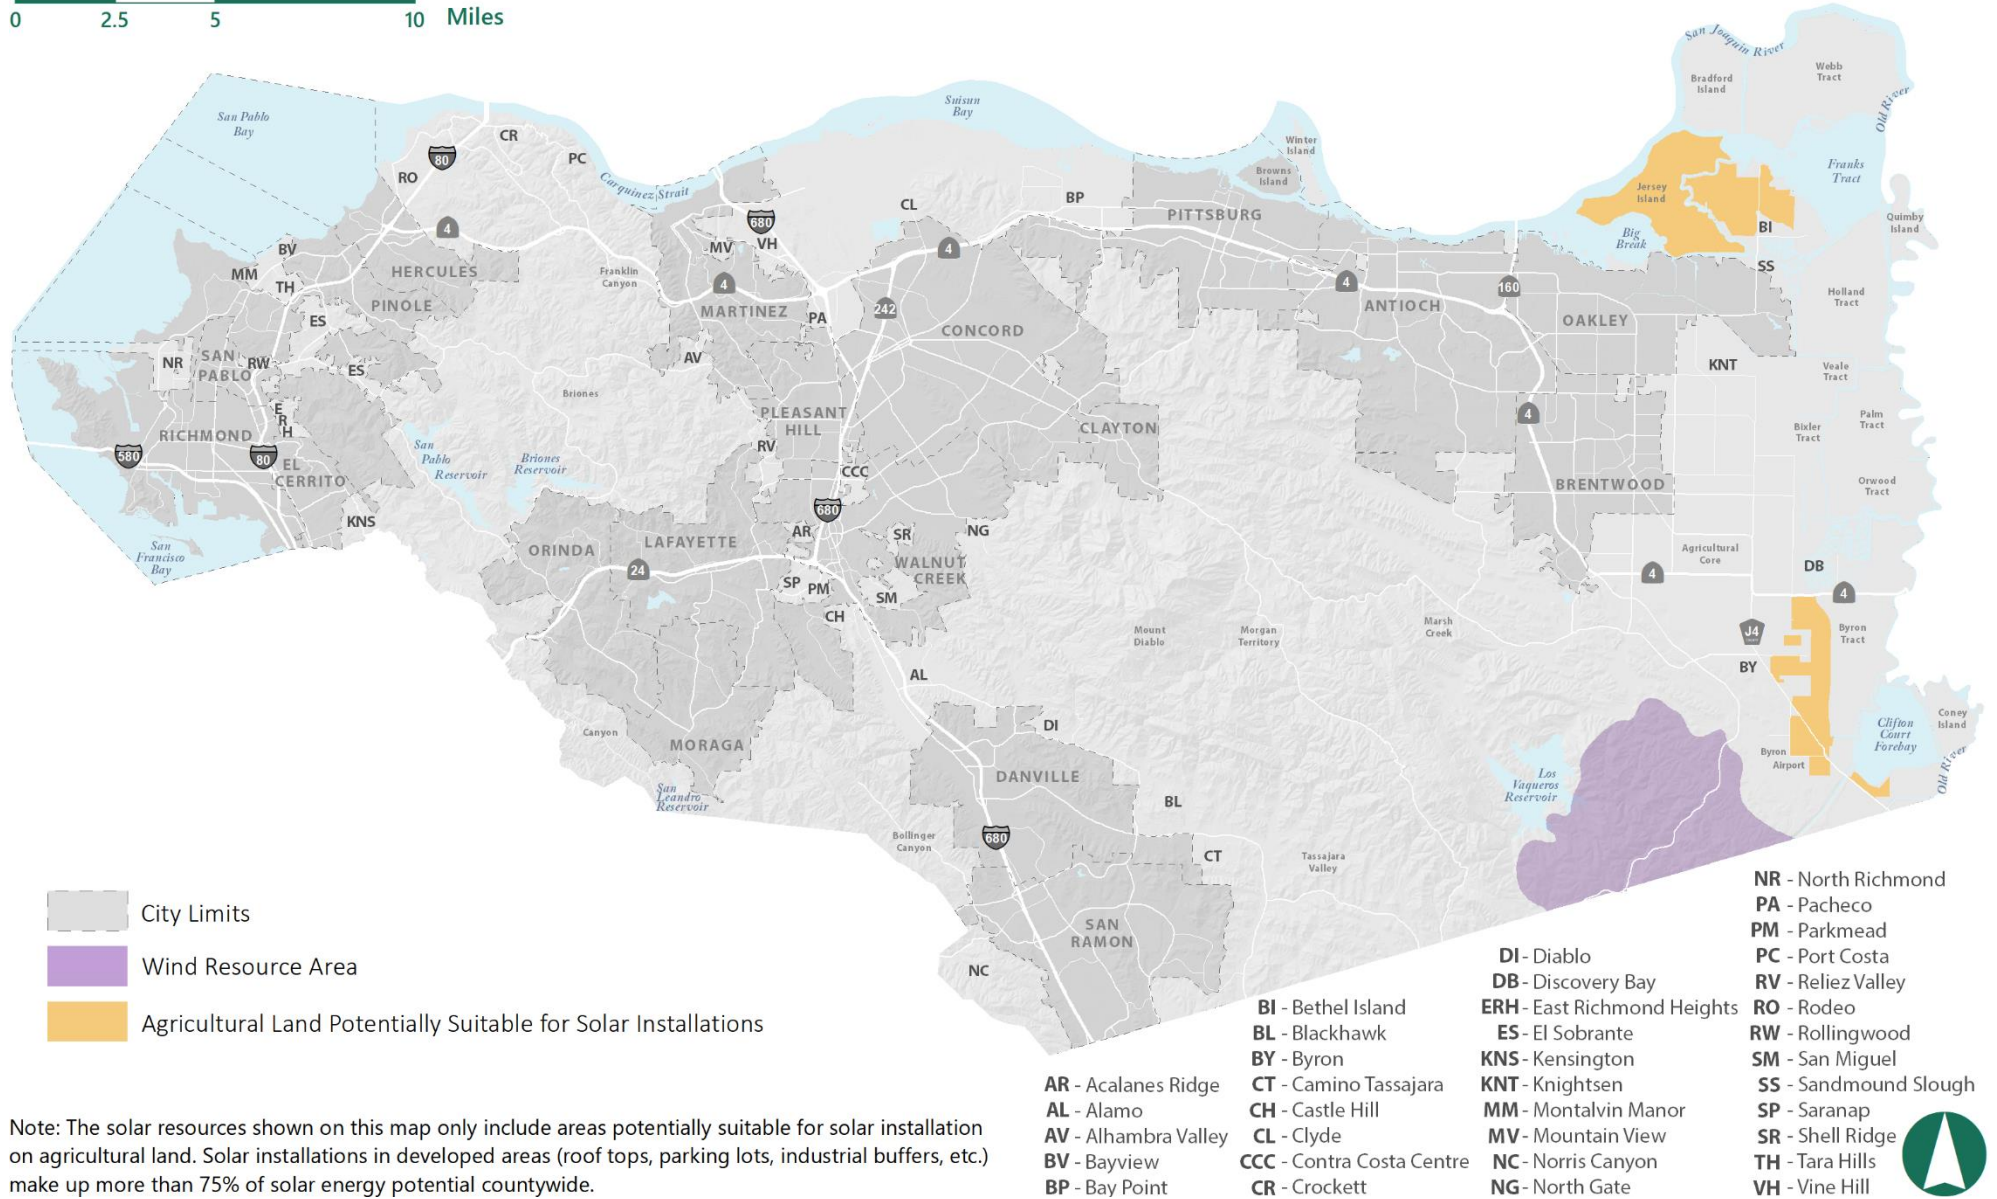 0 2.5 5 10 Miles
San Joaquin River
Bradford
Island
Webb
Tract
Old River
San Pablo
Bay
Suisun
Bay
CR
80
PC
RO
Carquinez Strait
Winter
Island
Browns
Island
Franks
Tract
Jersey
Island
CL
BP
PITTSBURG
680
4
BV
MV
VH
4
Big
Break
BI
Quimby
Island
MM
HERCULES
Franklin
Canyon
SS
TH
4
4
160
PINOLE
MARTINEZ
242
ANTIOCH
Holland
Tract
ES
PA
CONCORD
OAKLEY
NR
SAN
PABLO
RW
ES
AV
KNT
Veale
Tract
Briones
E
R
H
PLEASANT
HILL
CLAYTON
4
Palm
Tract
Bixler
Tract
RICHMOND
580
80
San
Pablo
Reservoir
Briones
Reservoir
RV
EL
CERRITO
CCC
BRENTWOOD
Orwood
Tract
680
KNS
San
Francisco
Bay
ORINDA
LAFAYETTE
AR
SR
NG
Agricultural
Core
24
WALNUT
CREEK
4
DB
4
SP
PM
SM
CH
Mount
Diablo
Morgan
Territory
Marsh
Creek
J4
Byron
Tract
BY
AL
Canyon
MORAGA
DI
Clifton
Court
Forebay
Coney
Island
Old River
Byron
Airport
DANVILLE
San
Leandro
Reservoir
Los
Vaqueros
Reservoir
BL
680
Bollinger
Canyon
CT
Tassajara
Valley
SAN
RAMON
NC
City Limits
Wind Resource Area
Agricultural Land Potentially Suitable for Solar Installations
Note: The solar resources shown on this map only include areas potentially suitable for solar installation
on agricultural land. Solar installations in developed areas (roof tops, parking lots, industrial buffers, etc.)
make up more than 75% of solar energy potential countywide.
AR - Acalanes Ridge
AL - Alamo
AV - Alhambra Valley
BV - Bayview
BP - Bay Point
BI - Bethel Island
BL - Blackhawk
BY - Byron
CT - Camino Tassajara
CH - Castle Hill
CL - Clyde
CCC - Contra Costa Centre
CR - Crockett
DI - Diablo
DB - Discovery Bay
ERH - East Richmond Heights
ES - El Sobrante
KNS - Kensington
KNT - Knightsen
MM - Montalvin Manor
MV - Mountain View
NC - Norris Canyon
NG - North Gate
NR - North Richmond
PA - Pacheco
PM - Parkmead
PC - Port Costa
RV - Reliez Valley
RO - Rodeo
RW - Rollingwood
SM - San Miguel
SS - Sandmound Slough
SP - Saranap
SR - Shell Ridge
TH - Tara Hills
VH - Vine Hill